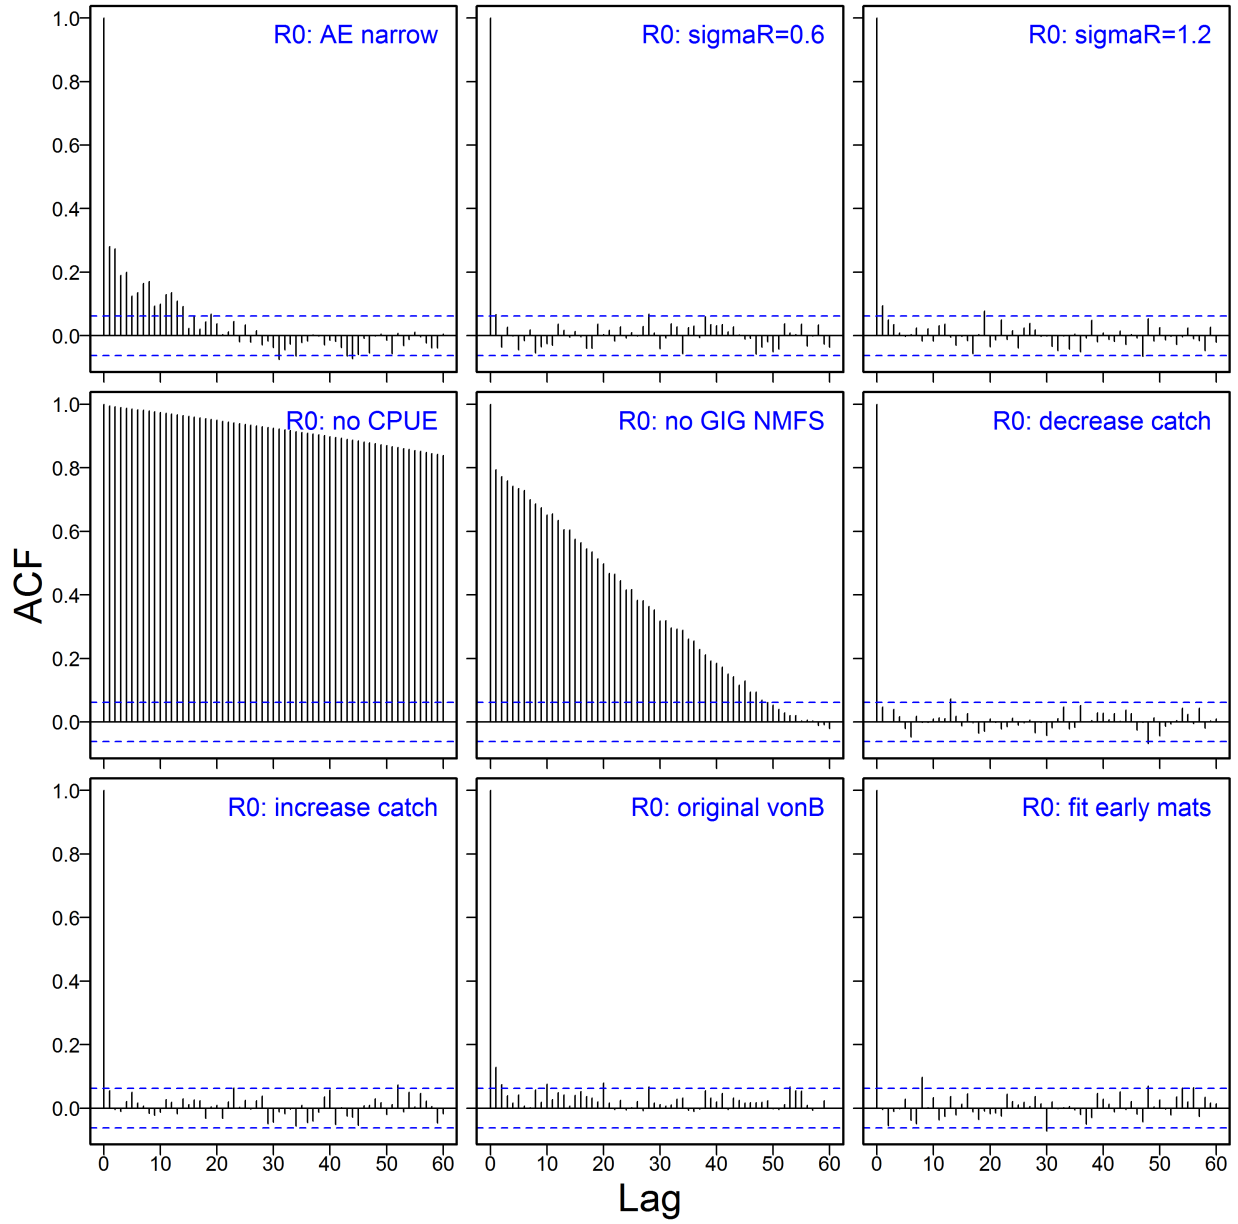 R0: AE narrow
R0: sigmaR=0.6
R0: sigmaR=1.2
1.0
0.8
0.6
0.4
0.2
0.0
R0: no CPUE
R0: no GIG NMFS
R0: decrease catch
1.0
0.8
0.6
0.4
0.2
0.0
R0: increase catch
R0: original vonB
R0: fit early mats
1.0
0.8
0.6
0.4
0.2
0.0
0 10 20 30 40 50 60
0 10 20 30 40 50 60
0 10 20 30 40 50 60
ACF
Lag